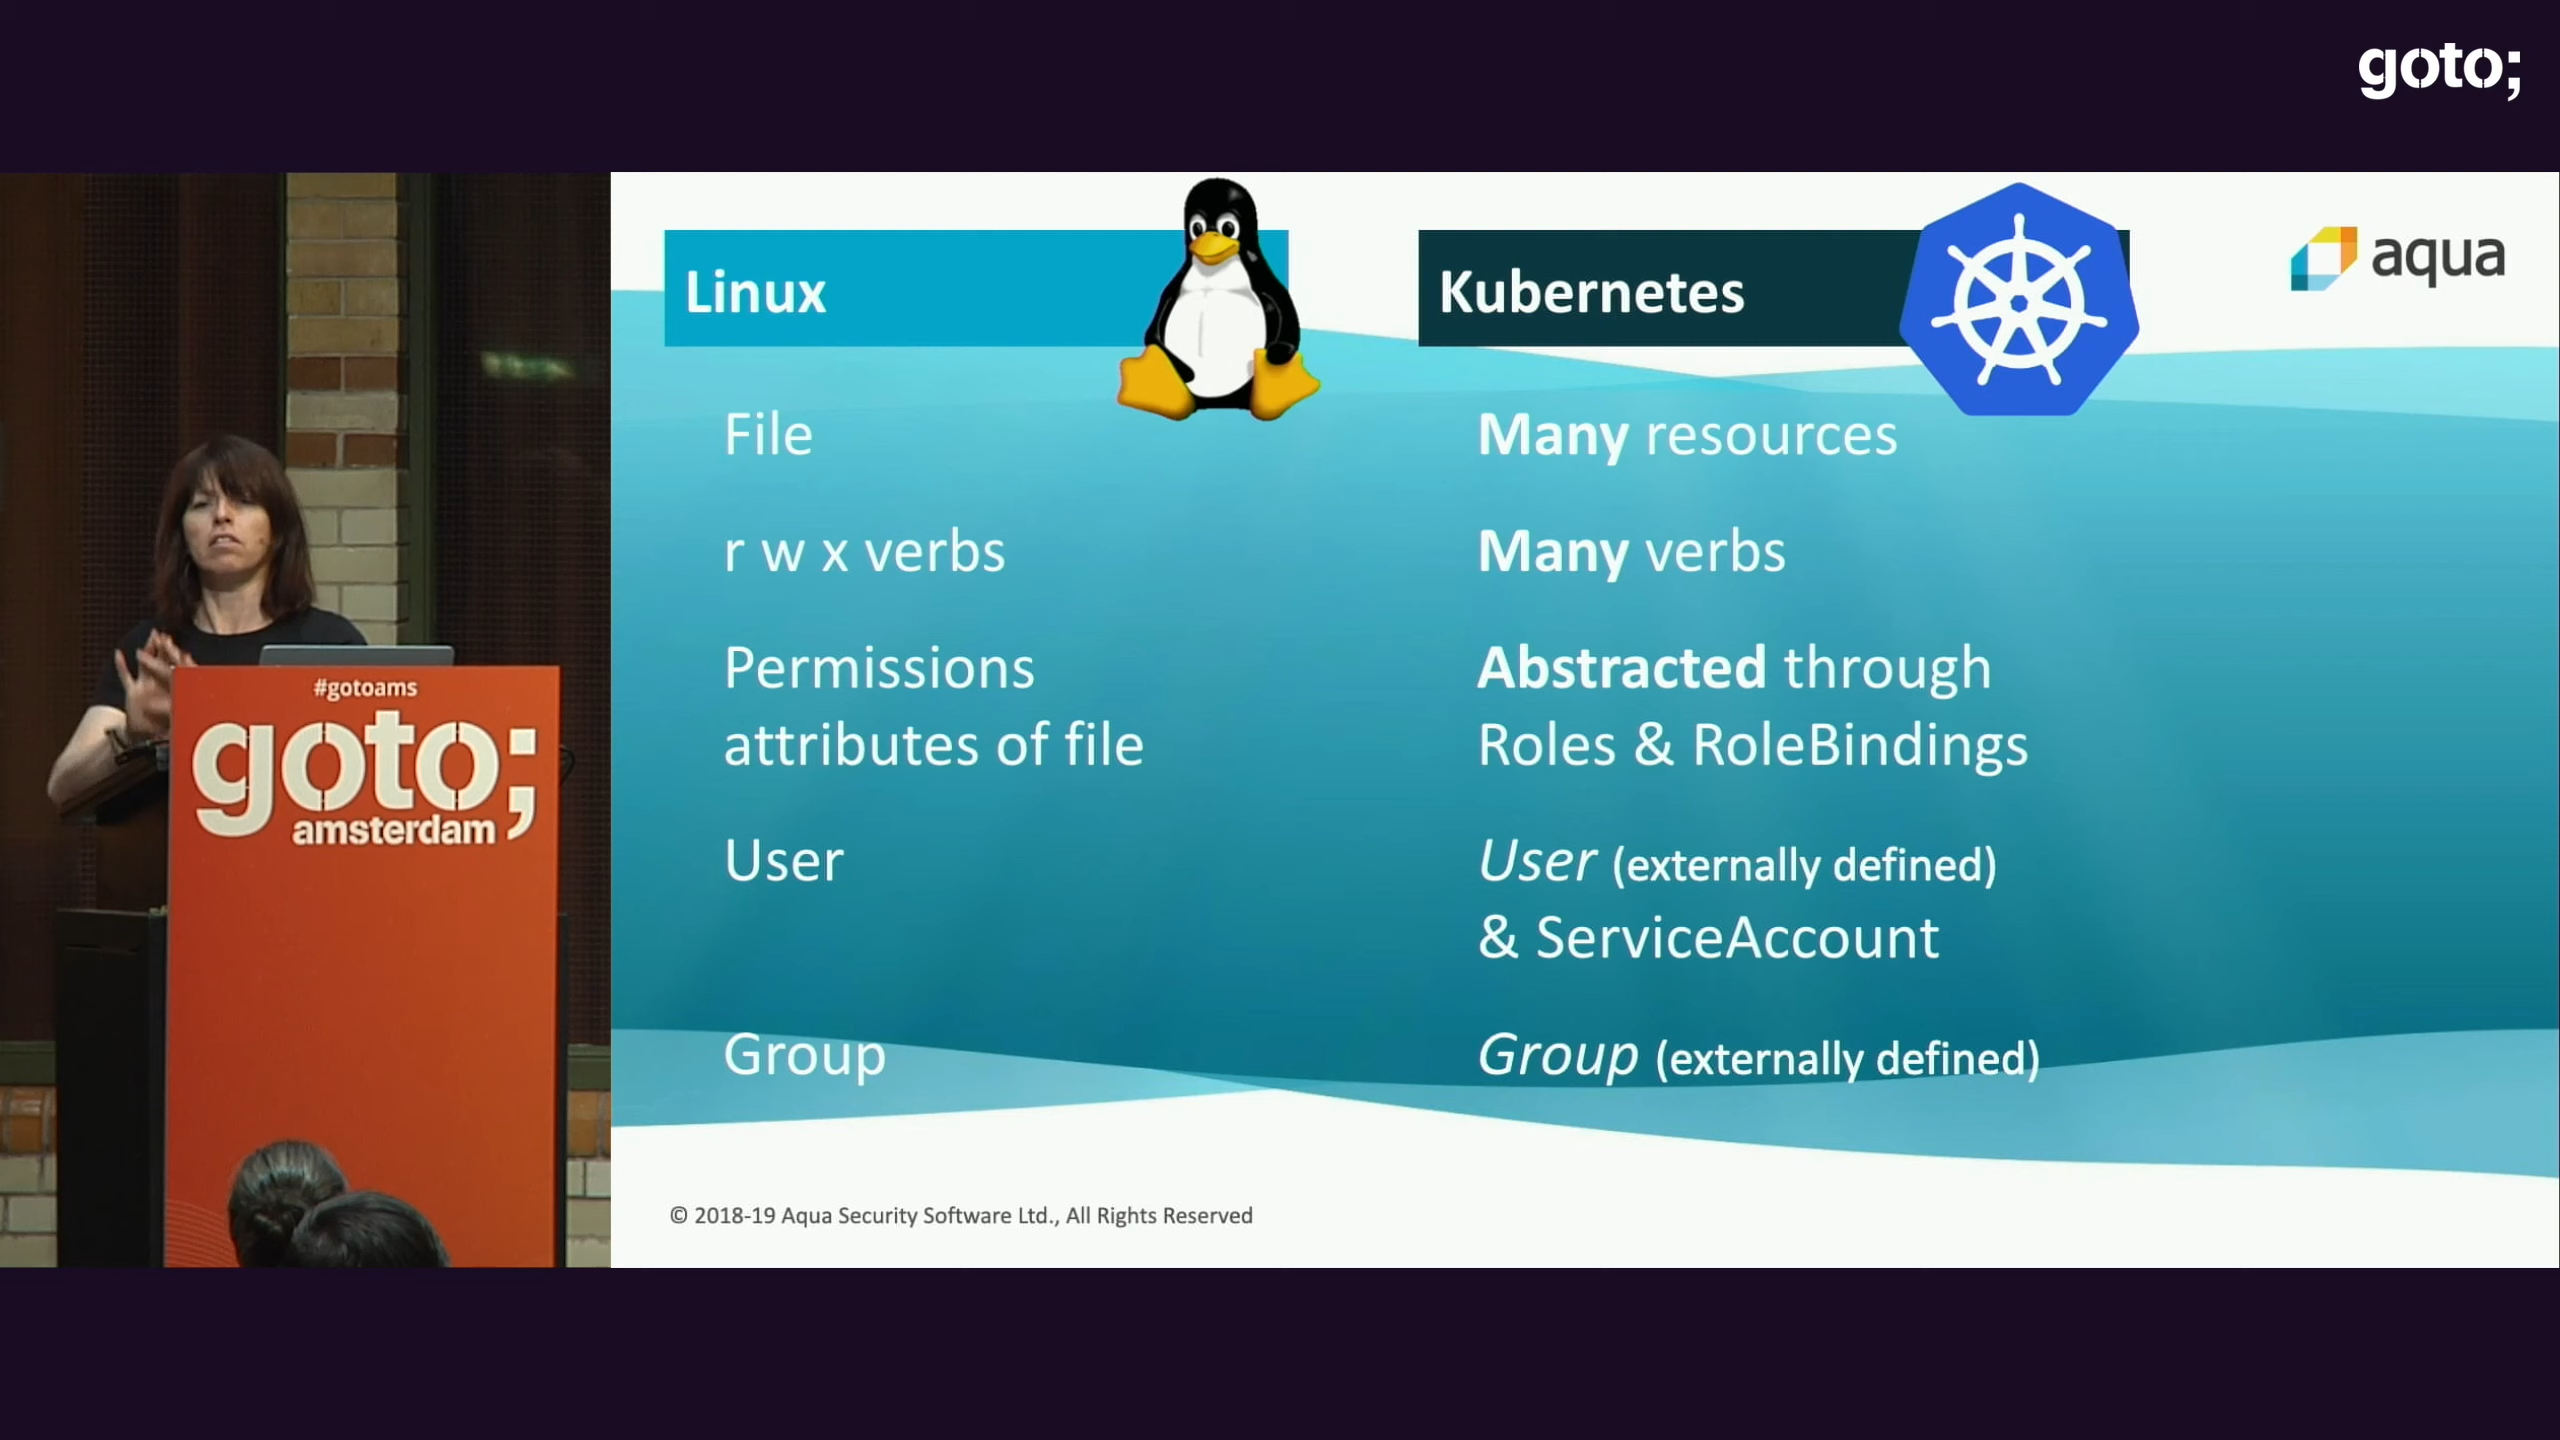 goto;
#gotoams
goto;
amsterdam
Linux
Kubernetes
aqua
File
Many resources
r w x verbs
Many verbs
Permissions
attributes of file
Abstracted through
Roles & RoleBindings
User
User (externally defined)
& ServiceAccount
Group
Group (externally defined)
© 2018-19 Aqua Security Software Ltd., All Rights Reserved